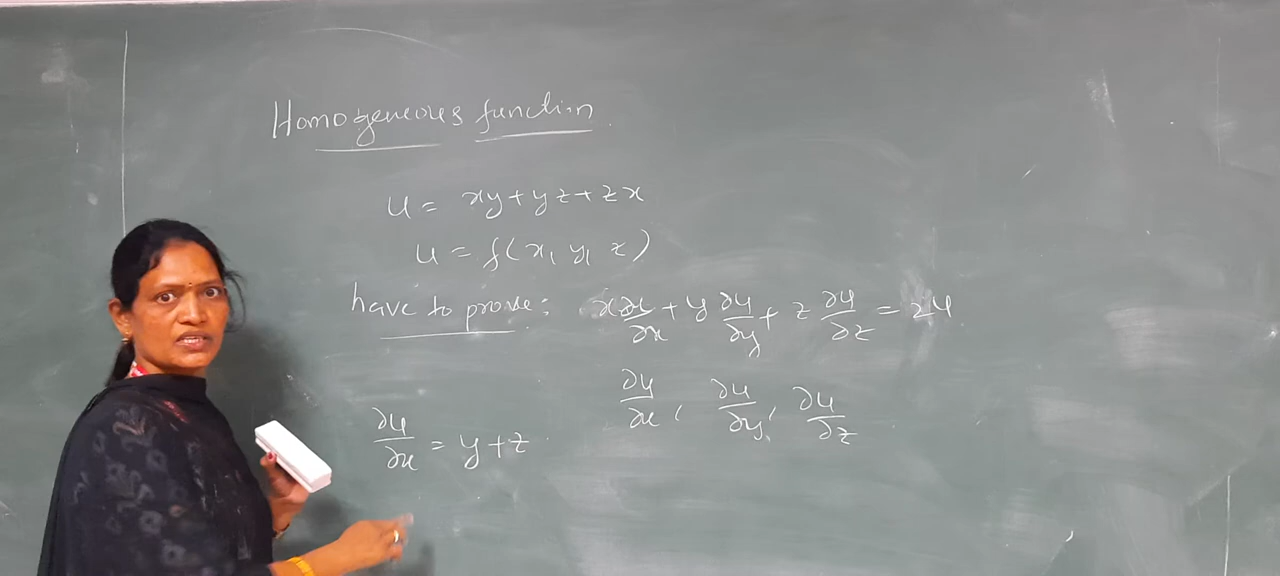 Homogeneous function.
u = xy+yz+zx
u = f(x, y, z)
have to prove: x ∂u/∂x + y ∂u/∂y + z ∂u/∂z = 2u
∂u/∂x, ∂u/∂y, ∂u/∂z
∂u/∂x = y+z